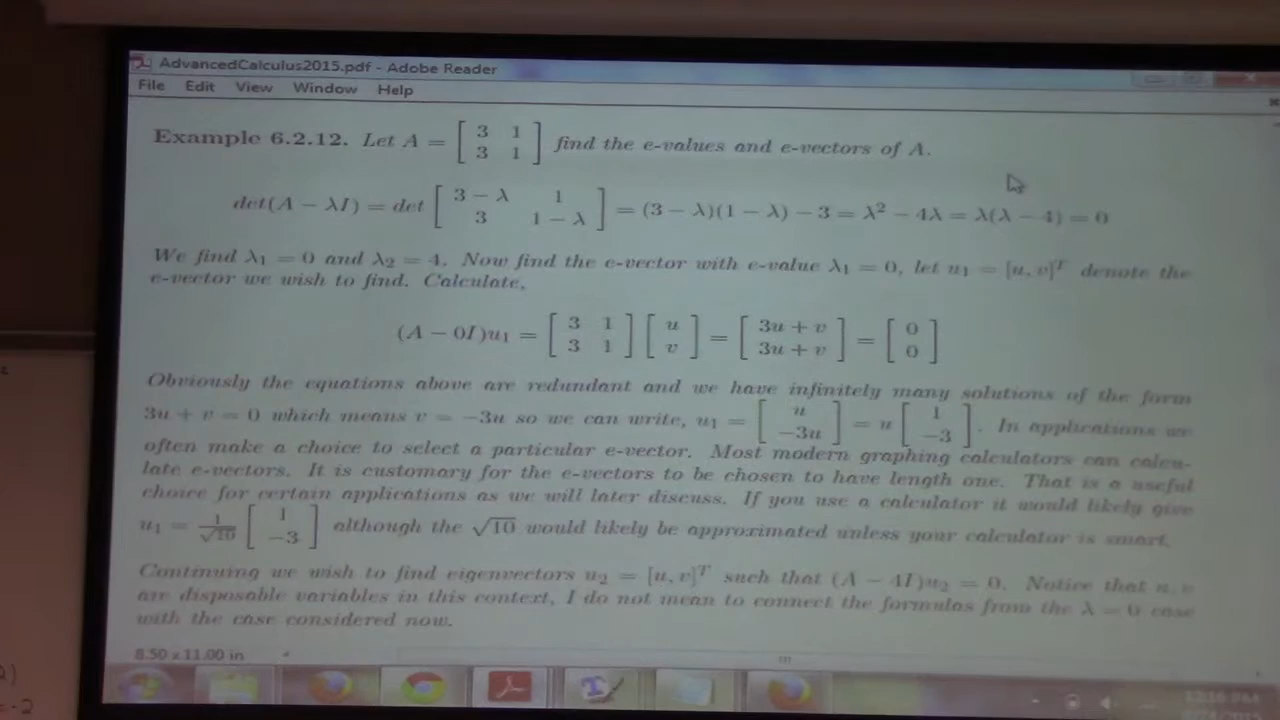 AdvancedCalculus2015.pdf - Adobe Reader
File Edit View Window Help
Example 6.2.12. Let A = [ 3 1 ; 3 1 ] find the e-values and e-vectors of A.
det(A − λI) = det [ 3 − λ 1 ; 3 1 − λ ] = (3 − λ)(1 − λ) − 3 = λ² − 4λ = λ(λ − 4) = 0
We find λ₁ = 0 and λ₂ = 4. Now find the e-vector with e-value λ₁ = 0, let u₁ = [u, v]ᵀ denote the
e-vector we wish to find. Calculate,
(A − 0I)u₁ = [ 3 1 ; 3 1 ] [ u ; v ] = [ 3u + v ; 3u + v ] = [ 0 ; 0 ]
Obviously the equations above are redundant and we have infinitely many solutions of the form
3u + v = 0 which means v = −3u so we can write, u₁ = [ u ; −3u ] = u [ 1 ; −3 ]. In applications we
often make a choice to select a particular e-vector. Most modern graphing calculators can calcu-
late e-vectors. It is customary for the e-vectors to be chosen to have length one. That is a useful
choice for certain applications as we will later discuss. If you use a calculator it would likely give
u₁ = 1/√10 [ 1 ; −3 ] although the √10 would likely be approximated unless your calculator is smart.
Continuing we wish to find eigenvectors u₂ = [u, v]ᵀ such that (A − 4I)u₂ = 0. Notice that u, v
are disposable variables in this context, I do not mean to connect the formulas from the λ = 0 case
with the case considered now.
8.50 x 11.00 in